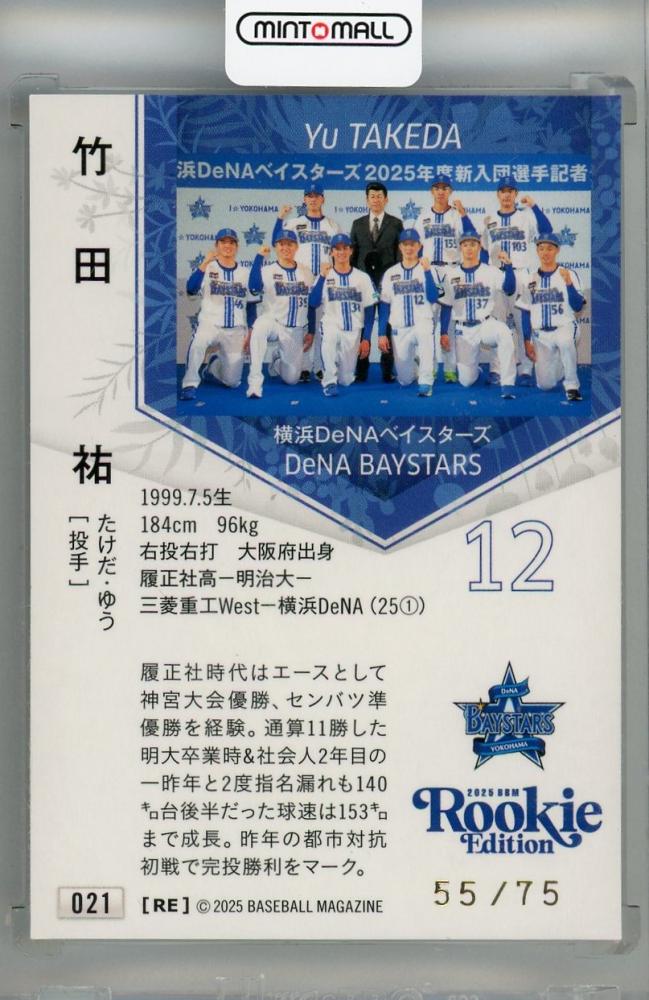 MINTOMALL
Yu TAKEDA
浜DeNAベイスターズ 2025年度新入団選手記者
横浜DeNAベイスターズ
DeNA BAYSTARS
竹田 祐
たけだ・ゆう
[投手]
1999.7.5生
184cm 96kg
右投右打 大阪府出身
履正社高ー明治大ー
三菱重工Westー横浜DeNA(25①)
12
履正社時代はエースとして
神宮大会優勝、センバツ準
優勝を経験。通算11勝した
明大卒業時&社会人2年目の
一昨年と2度指名漏れも140
㌔台後半だった球速は153㌔
まで成長。昨年の都市対抗
初戦で完投勝利をマーク。
DeNA
BAYSTARS
YOKOHAMA
2025 BBM
Rookie
Edition
55/75
021 [RE] © 2025 BASEBALL MAGAZINE